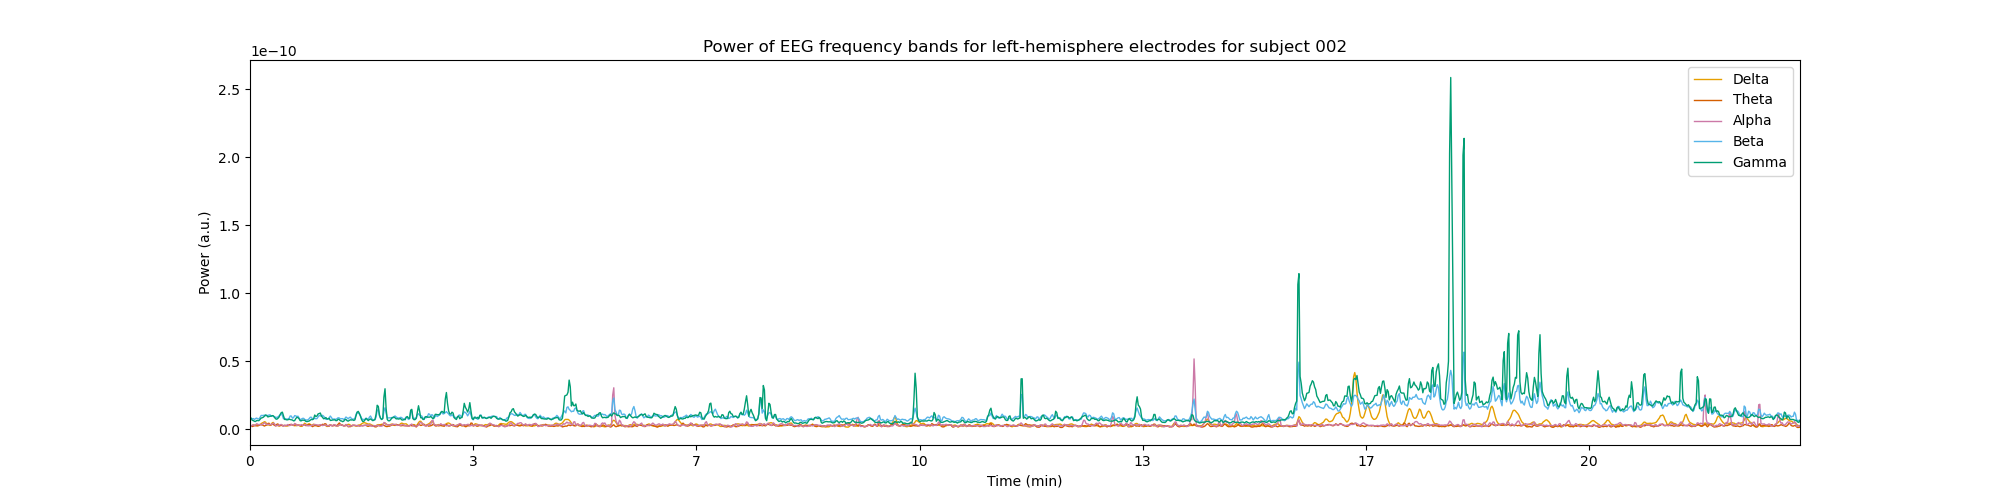 Power of EEG frequency bands for left-hemisphere electrodes for subject 002
1e−10
2.5
2.0
1.5
1.0
0.5
0.0
Power (a.u.)
Delta
Theta
Alpha
Beta
Gamma
0 3 7 10 13 17 20
Time (min)